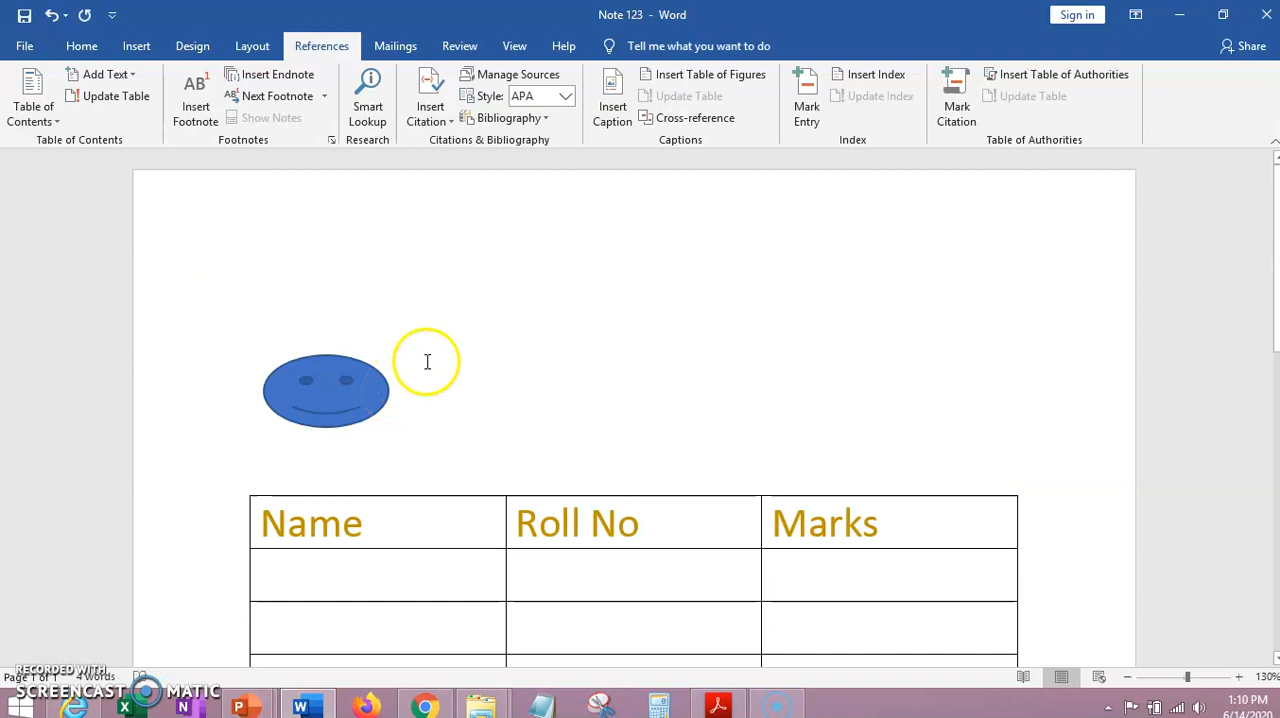 Note 123 - Word
Sign in
File Home Insert Design Layout References Mailings Review View Help Tell me what you want to do Share
Table of Contents
Add Text
Update Table
Table of Contents
AB1 Insert Footnote
Insert Endnote
AB1 Next Footnote
Show Notes
Footnotes
Smart Lookup
Research
Insert Citation
Manage Sources
Style: APA
Bibliography
Citations & Bibliography
Insert Caption
Insert Table of Figures
Update Table
Cross-reference
Captions
Mark Entry
Insert Index
Update Index
Index
Mark Citation
Insert Table of Authorities
Update Table
Table of Authorities
Name Roll No Marks
Page 1 of 1 4 words
130%
RECORDED WITH
SCREENCAST MATIC
1:10 PM
6/14/2020